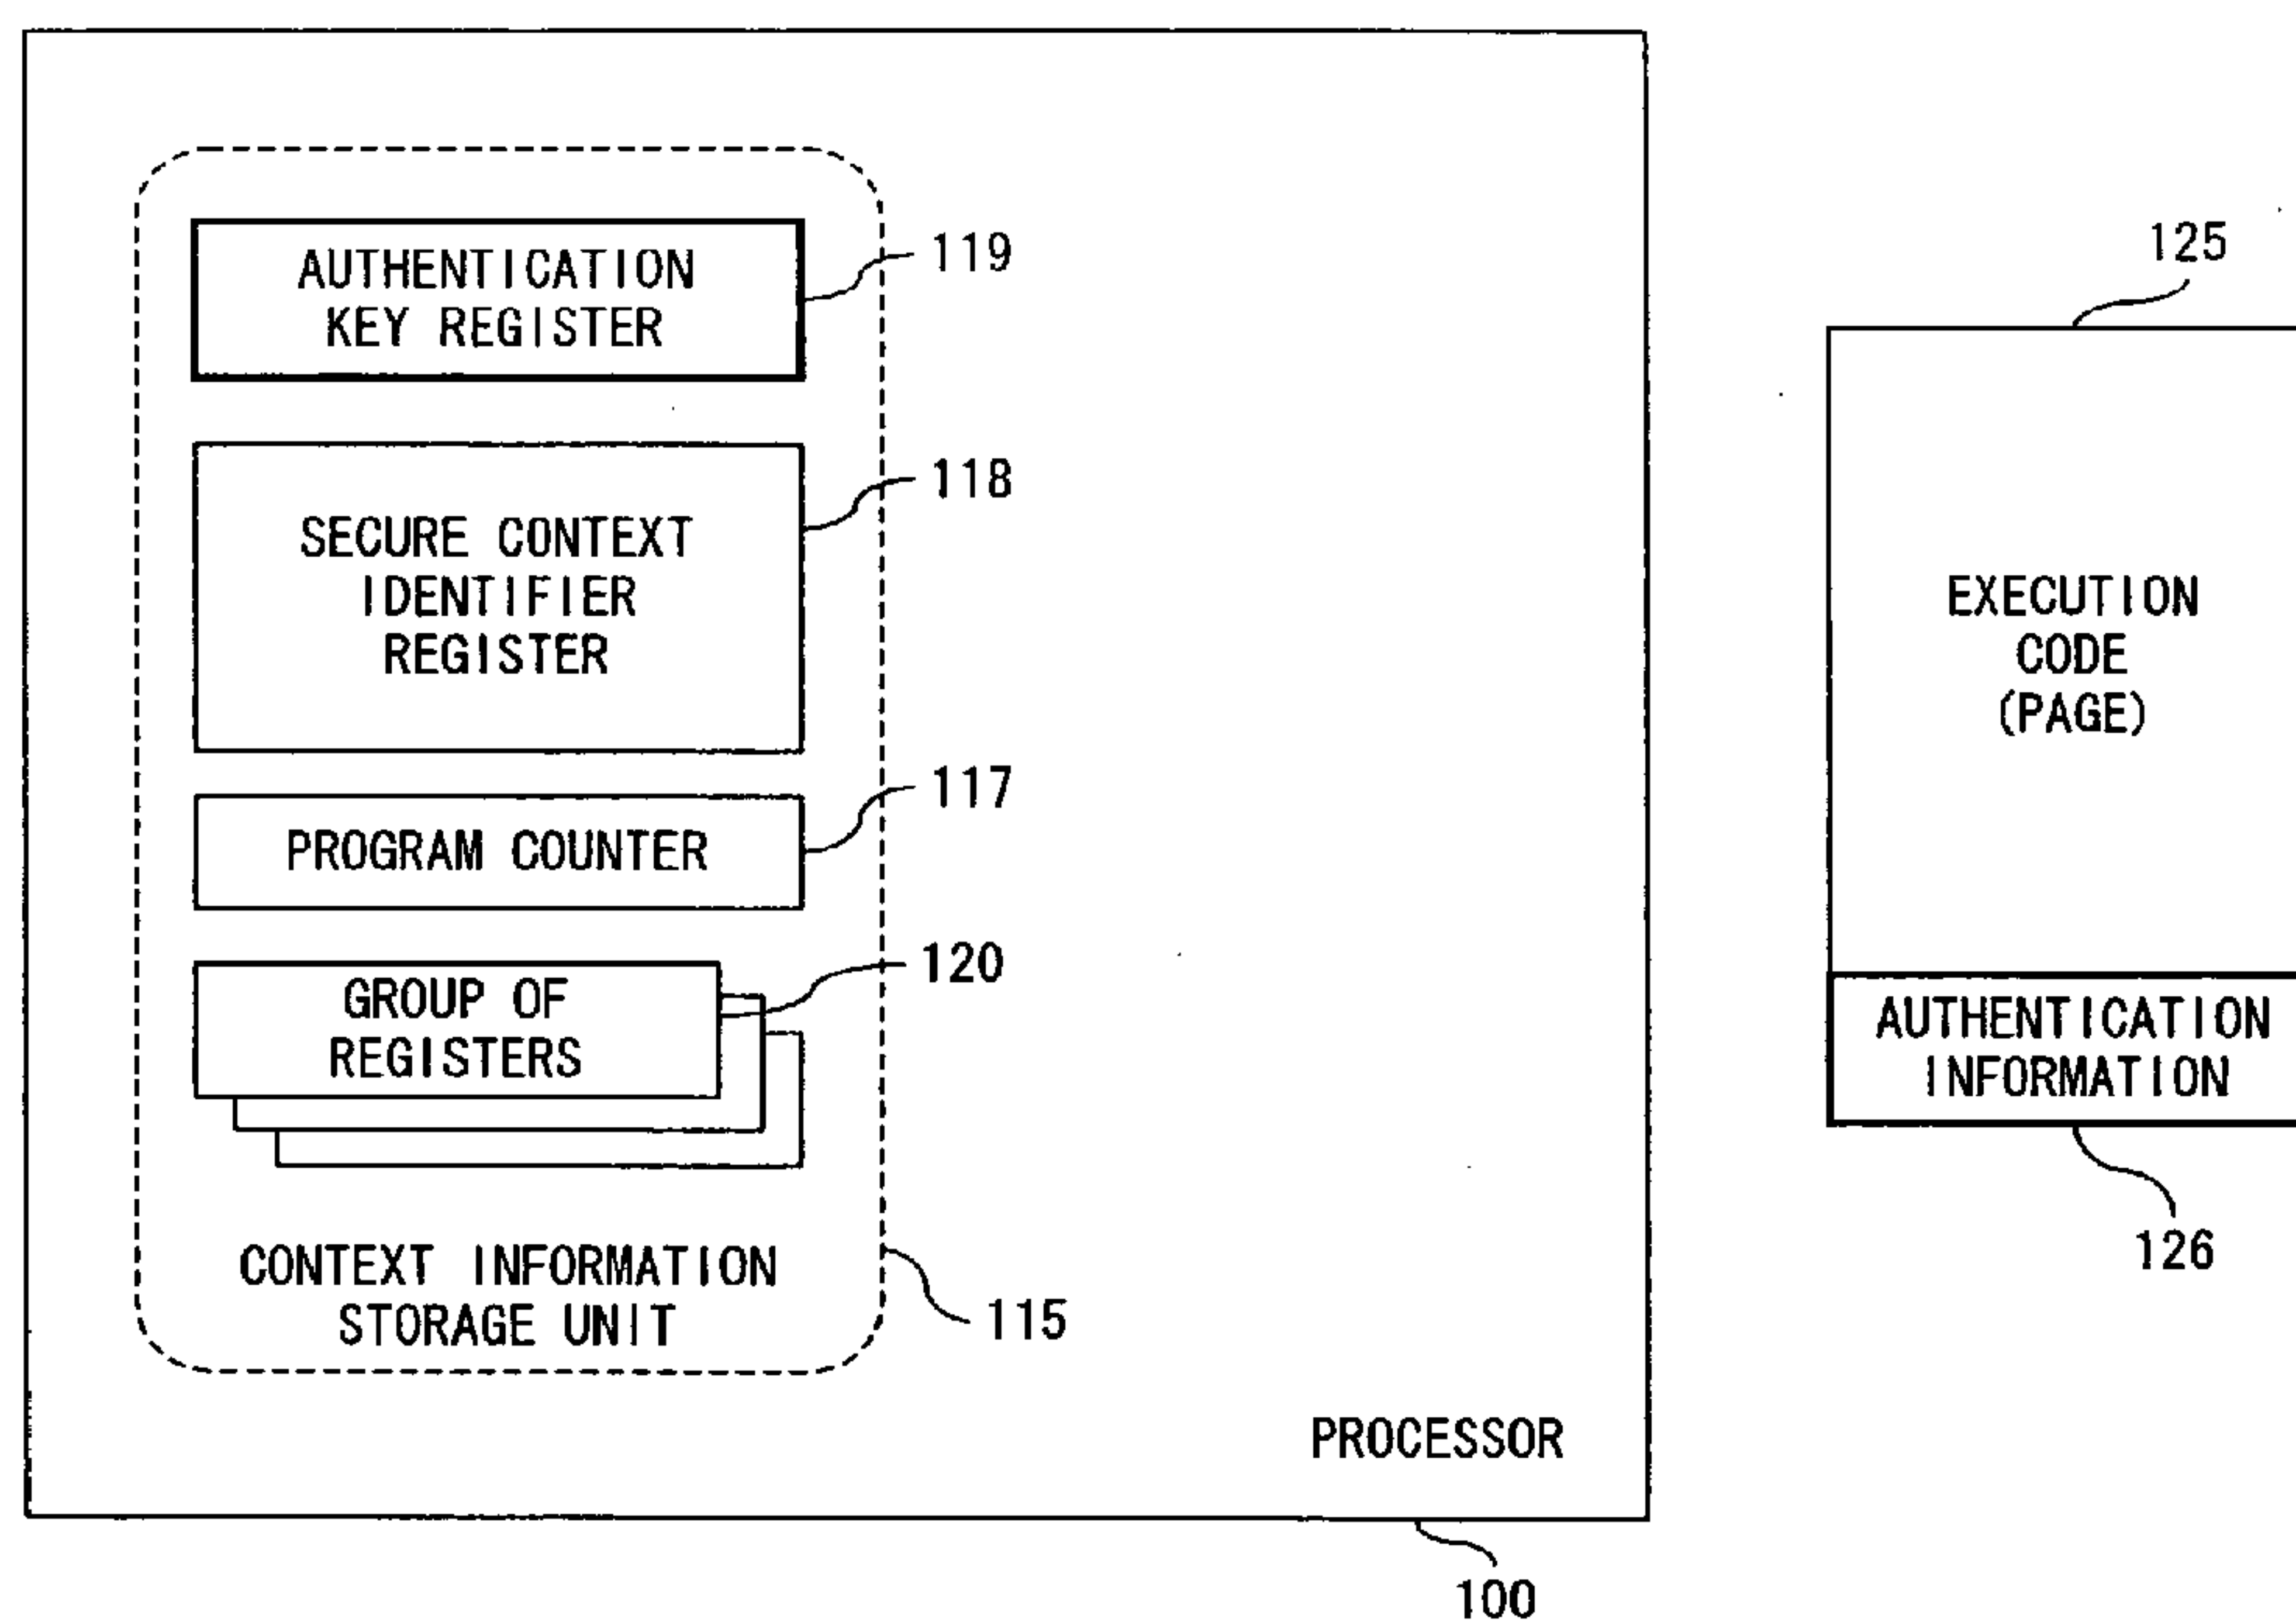 AUTHENTICATION
KEY REGISTER
119
SECURE CONTEXT
IDENTIFIER
REGISTER
118
PROGRAM COUNTER
117
GROUP OF
REGISTERS
120
CONTEXT INFORMATION
STORAGE UNIT
115
PROCESSOR
100
125
EXECUTION
CODE
(PAGE)
AUTHENTICATION
INFORMATION
126